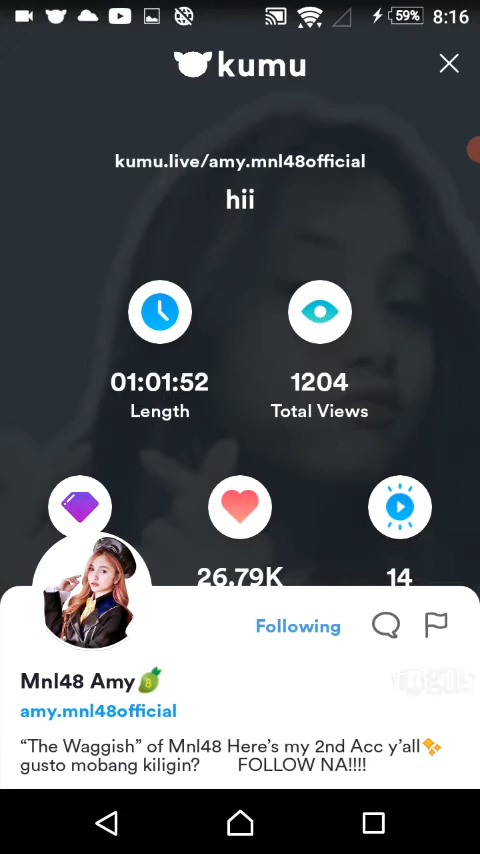 59% 8:16
kumu
kumu.live/amy.mnl48official
hii
01:01:52 1204
Length Total Views
26.79K 14
Following
Mnl48 Amy
8
amy.mnl48official
“The Waggish” of Mnl48 Here’s my 2nd Acc y’all
gusto mobang kiligin? FOLLOW NA!!!!